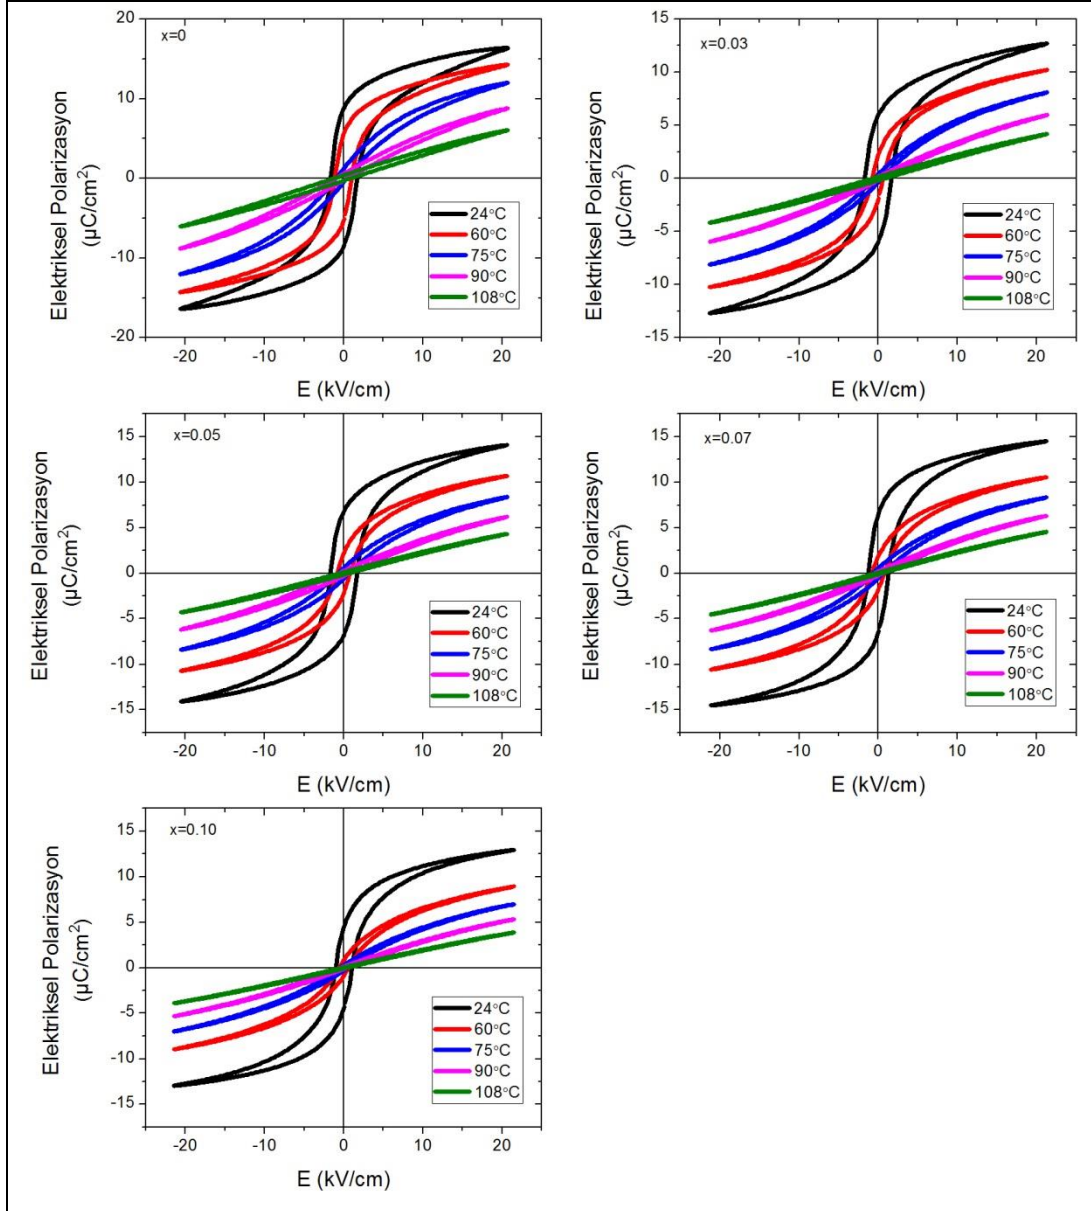 x=0
20
10
0
-10
-20
Elektriksel Polarizasyon
(µC/cm²)
24°C
60°C
75°C
90°C
108°C
-20 -10 0 10 20
E (kV/cm)
x=0.03
15
10
5
0
-5
-10
-15
Elektriksel Polarizasyon
(µC/cm²)
24°C
60°C
75°C
90°C
108°C
-20 -10 0 10 20
E (kV/cm)
x=0.05
15
10
5
0
-5
-10
-15
Elektriksel Polarizasyon
(µC/cm²)
24°C
60°C
75°C
90°C
108°C
-20 -10 0 10 20
E (kV/cm)
x=0.07
15
10
5
0
-5
-10
-15
Elektriksel Polarizasyon
(µC/cm²)
24°C
60°C
75°C
90°C
108°C
-20 -10 0 10 20
E (kV/cm)
x=0.10
15
10
5
0
-5
-10
-15
Elektriksel Polarizasyon
(µC/cm²)
24°C
60°C
75°C
90°C
108°C
-20 -10 0 10 20
E (kV/cm)